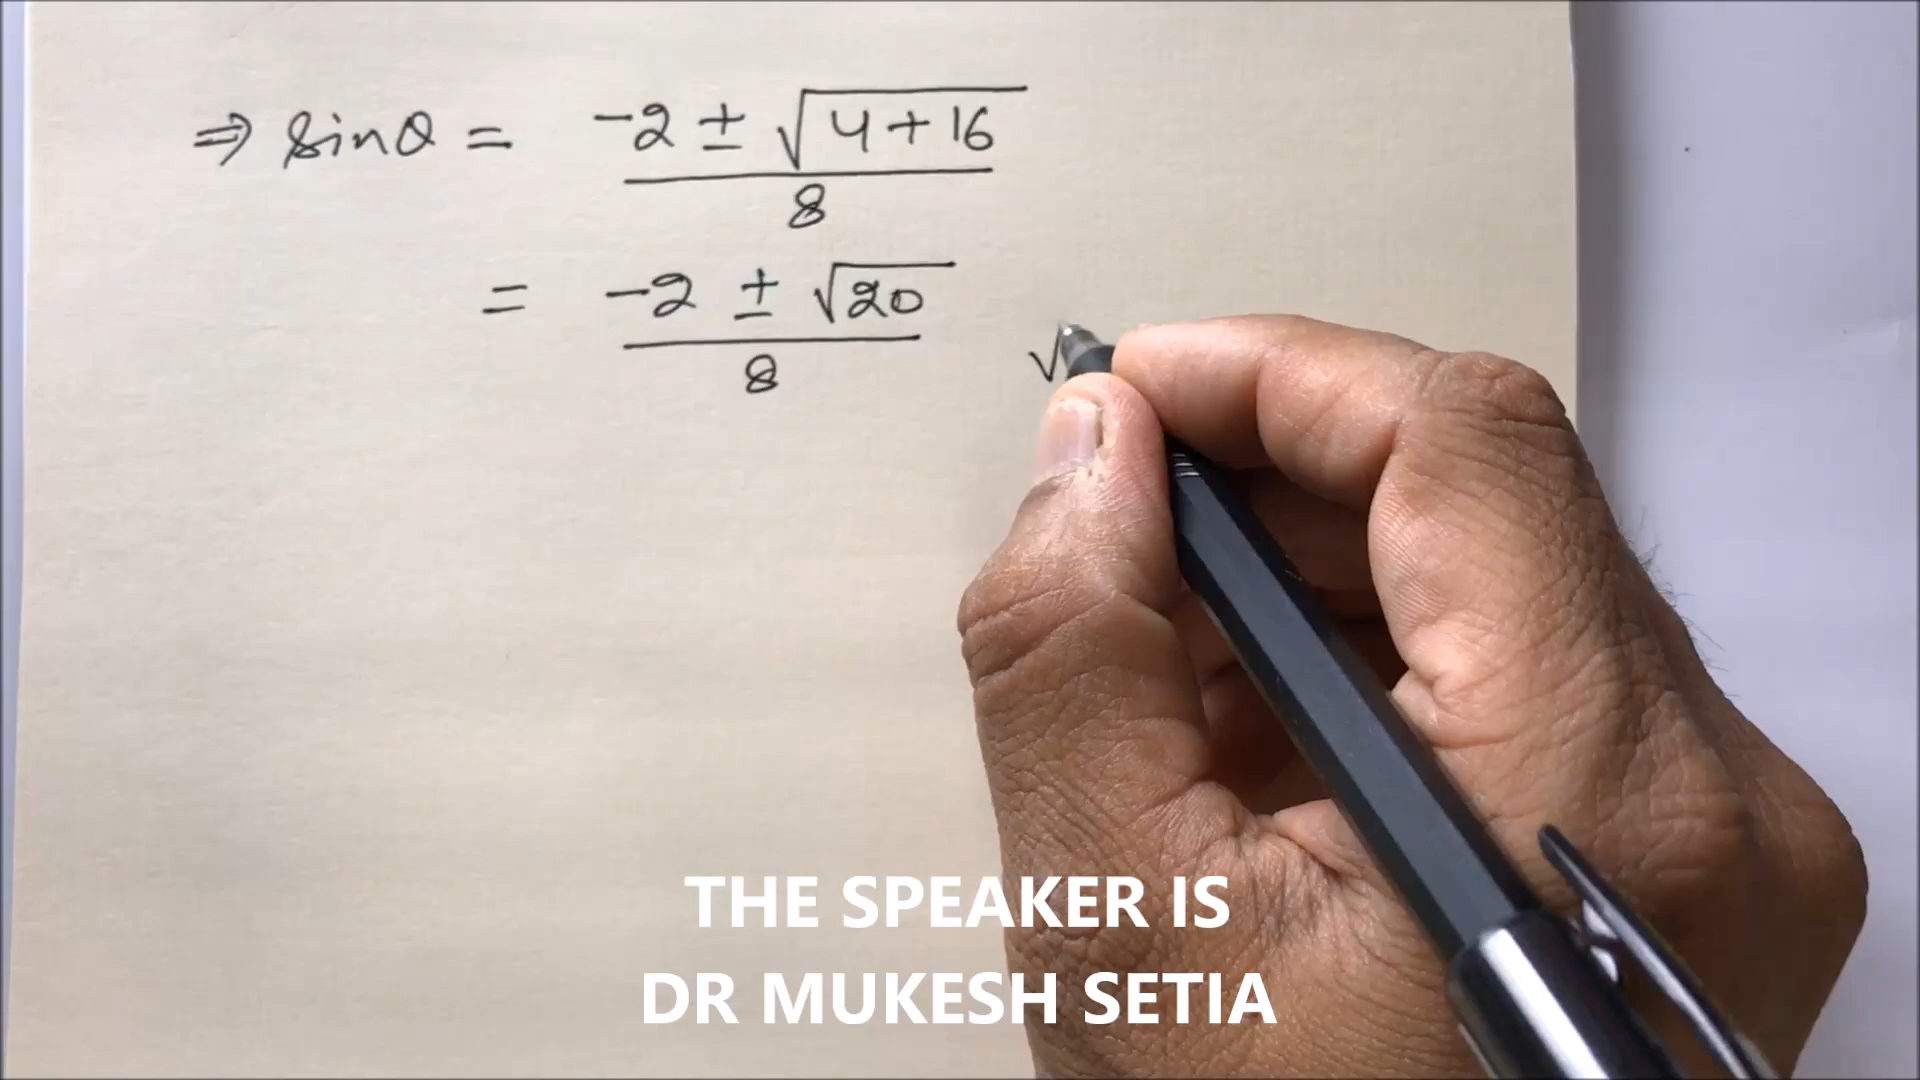 ⇒ sinθ = -2 ± √4+16 / 8
= -2 ± √20 / 8
√
THE SPEAKER IS
DR MUKESH SETIA